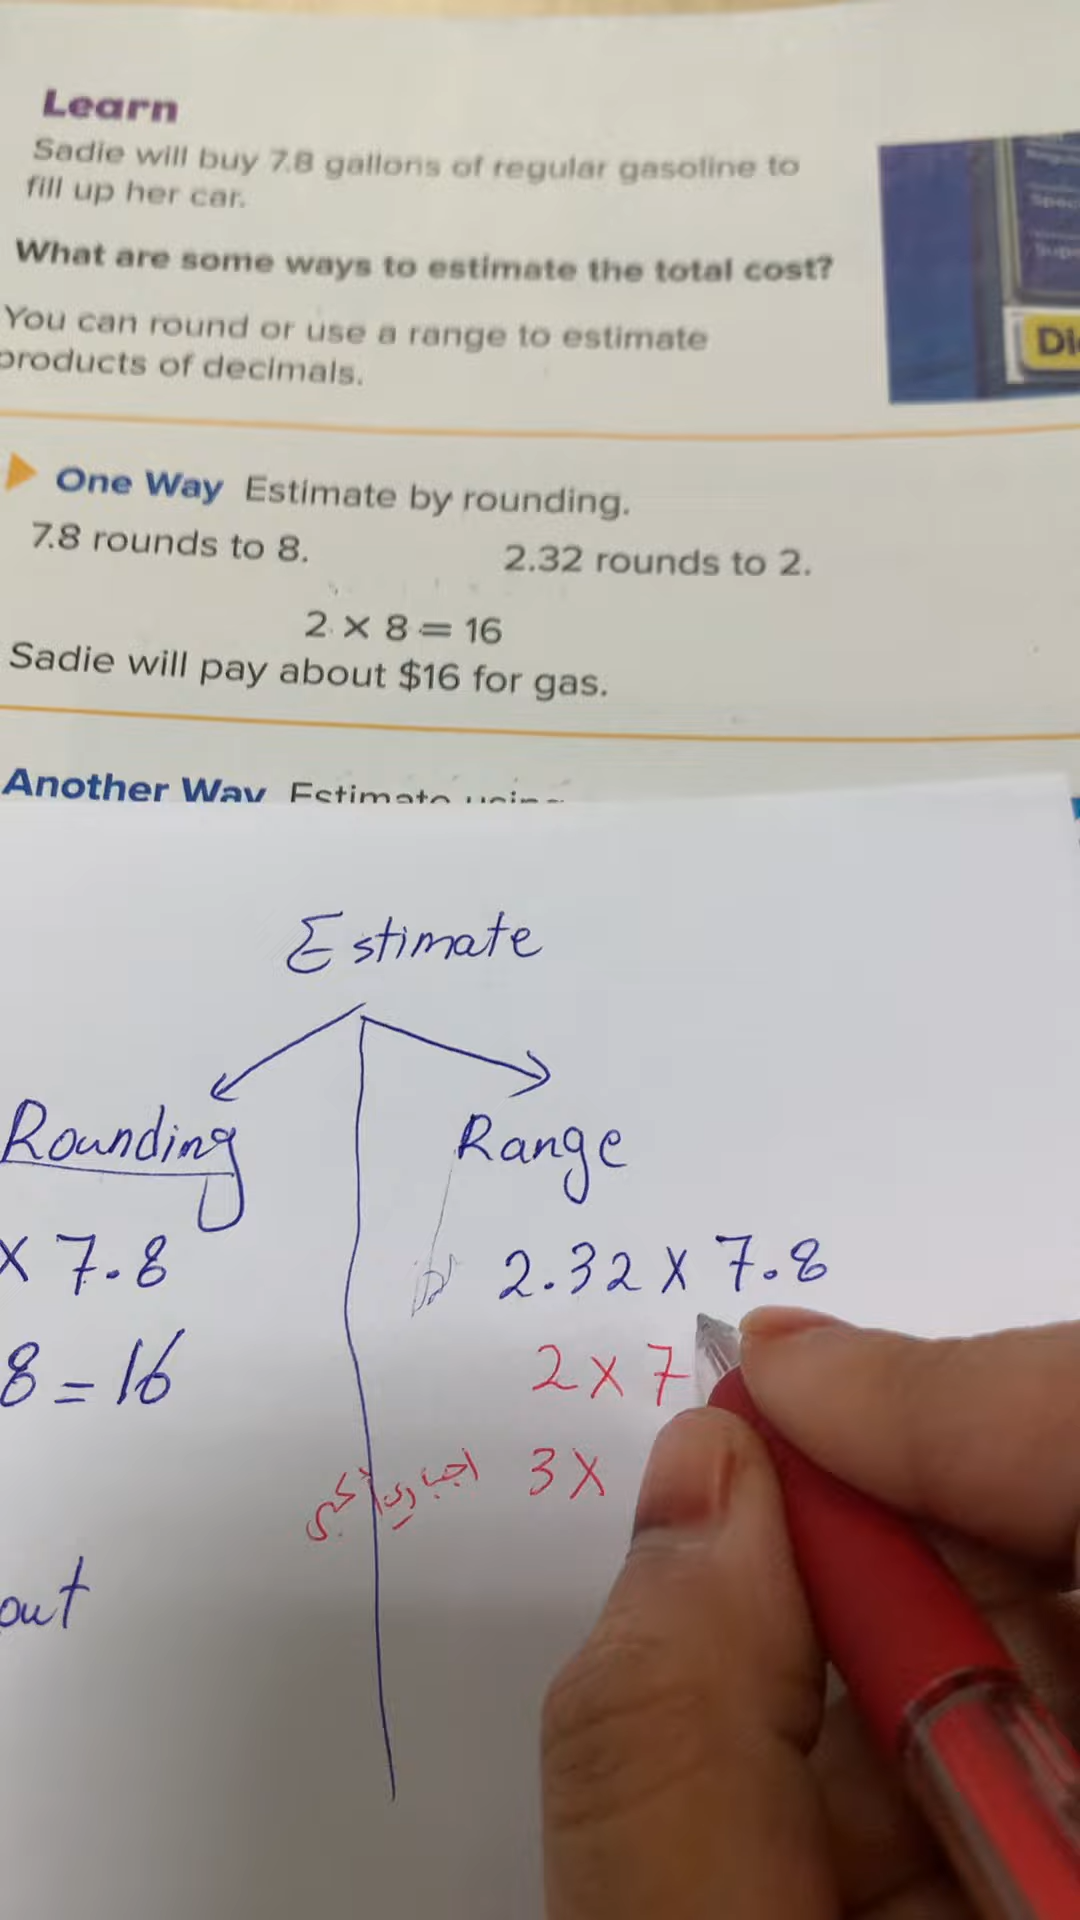 Learn
Sadie will buy 7.8 gallons of regular gasoline to
fill up her car.
What are some ways to estimate the total cost?
You can round or use a range to estimate
products of decimals.
One Way Estimate by rounding.
7.8 rounds to 8. 2.32 rounds to 2.
2 × 8 = 16
Sadie will pay about $16 for gas.
Another Way Estimate using
Estimate
Rounding Range
× 7.8 2.32 × 7.8
8 = 16 2 × 7
اجباري أكبر 3 ×
out